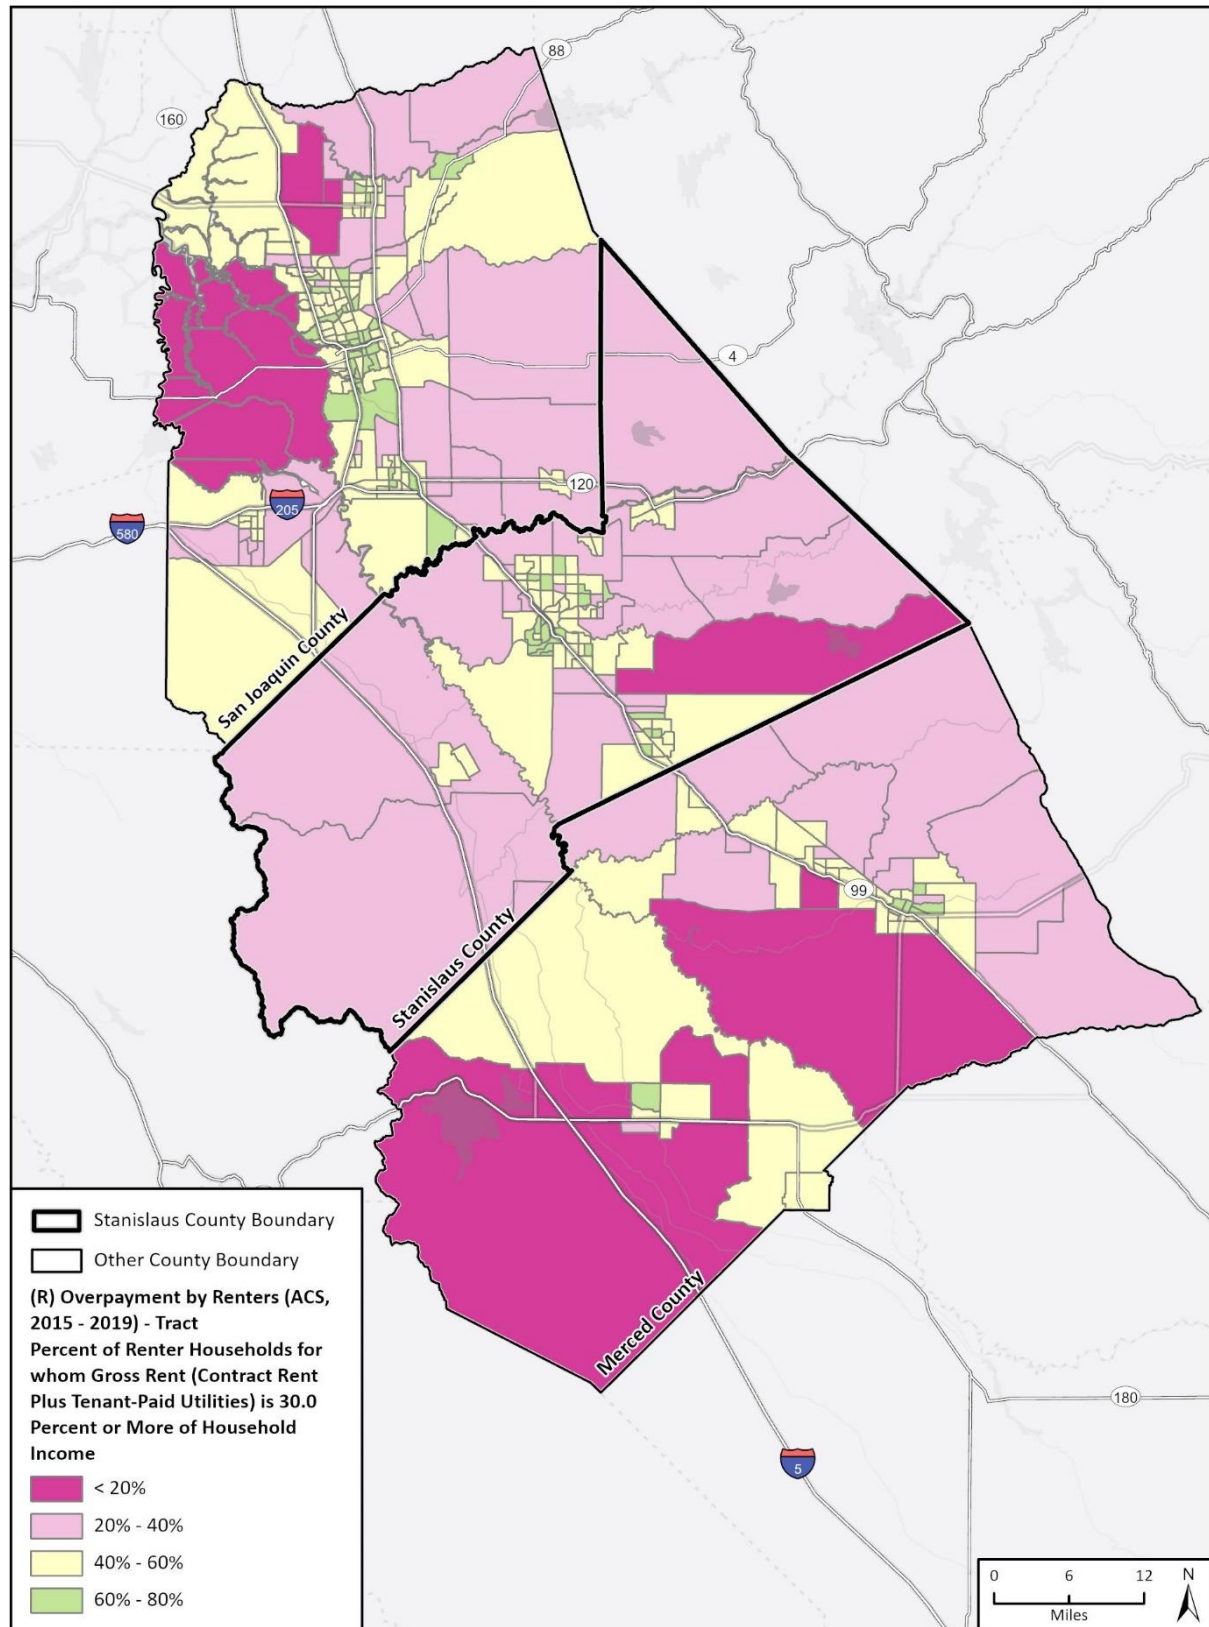 88
160
4
120
205
580
San Joaquin County
99
Stanislaus County
Merced County
180
5
Stanislaus County Boundary
Other County Boundary
(R) Overpayment by Renters (ACS,
2015 - 2019) - Tract
Percent of Renter Households for
whom Gross Rent (Contract Rent
Plus Tenant-Paid Utilities) is 30.0
Percent or More of Household
Income
< 20%
20% - 40%
40% - 60%
60% - 80%
0 6 12
Miles
N